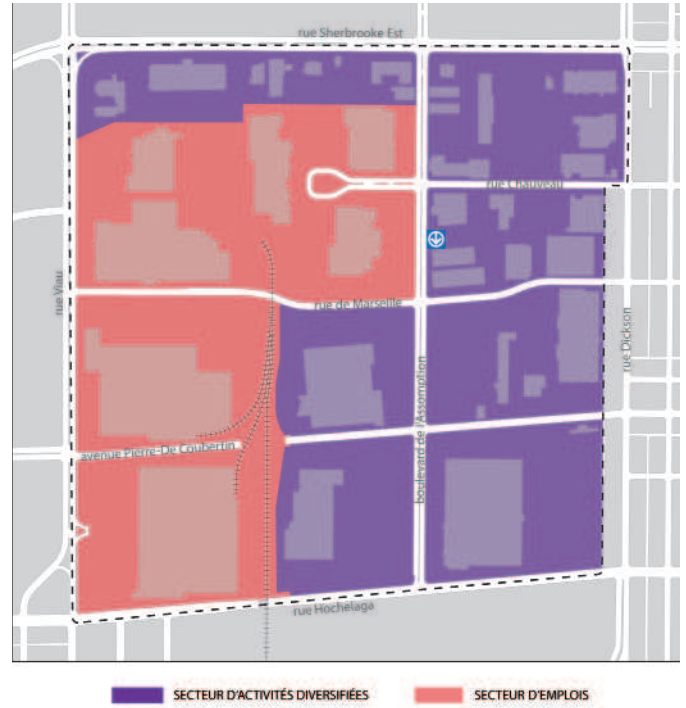 rue Sherbrooke Est
rue Chauveau
rue Viau
rue de Marseille
rue Dickson
boulevard de l'Assomption
avenue Pierre-De Coubertin
rue Hochelaga
SECTEUR D'ACTIVITÉS DIVERSIFIÉES
SECTEUR D'EMPLOIS